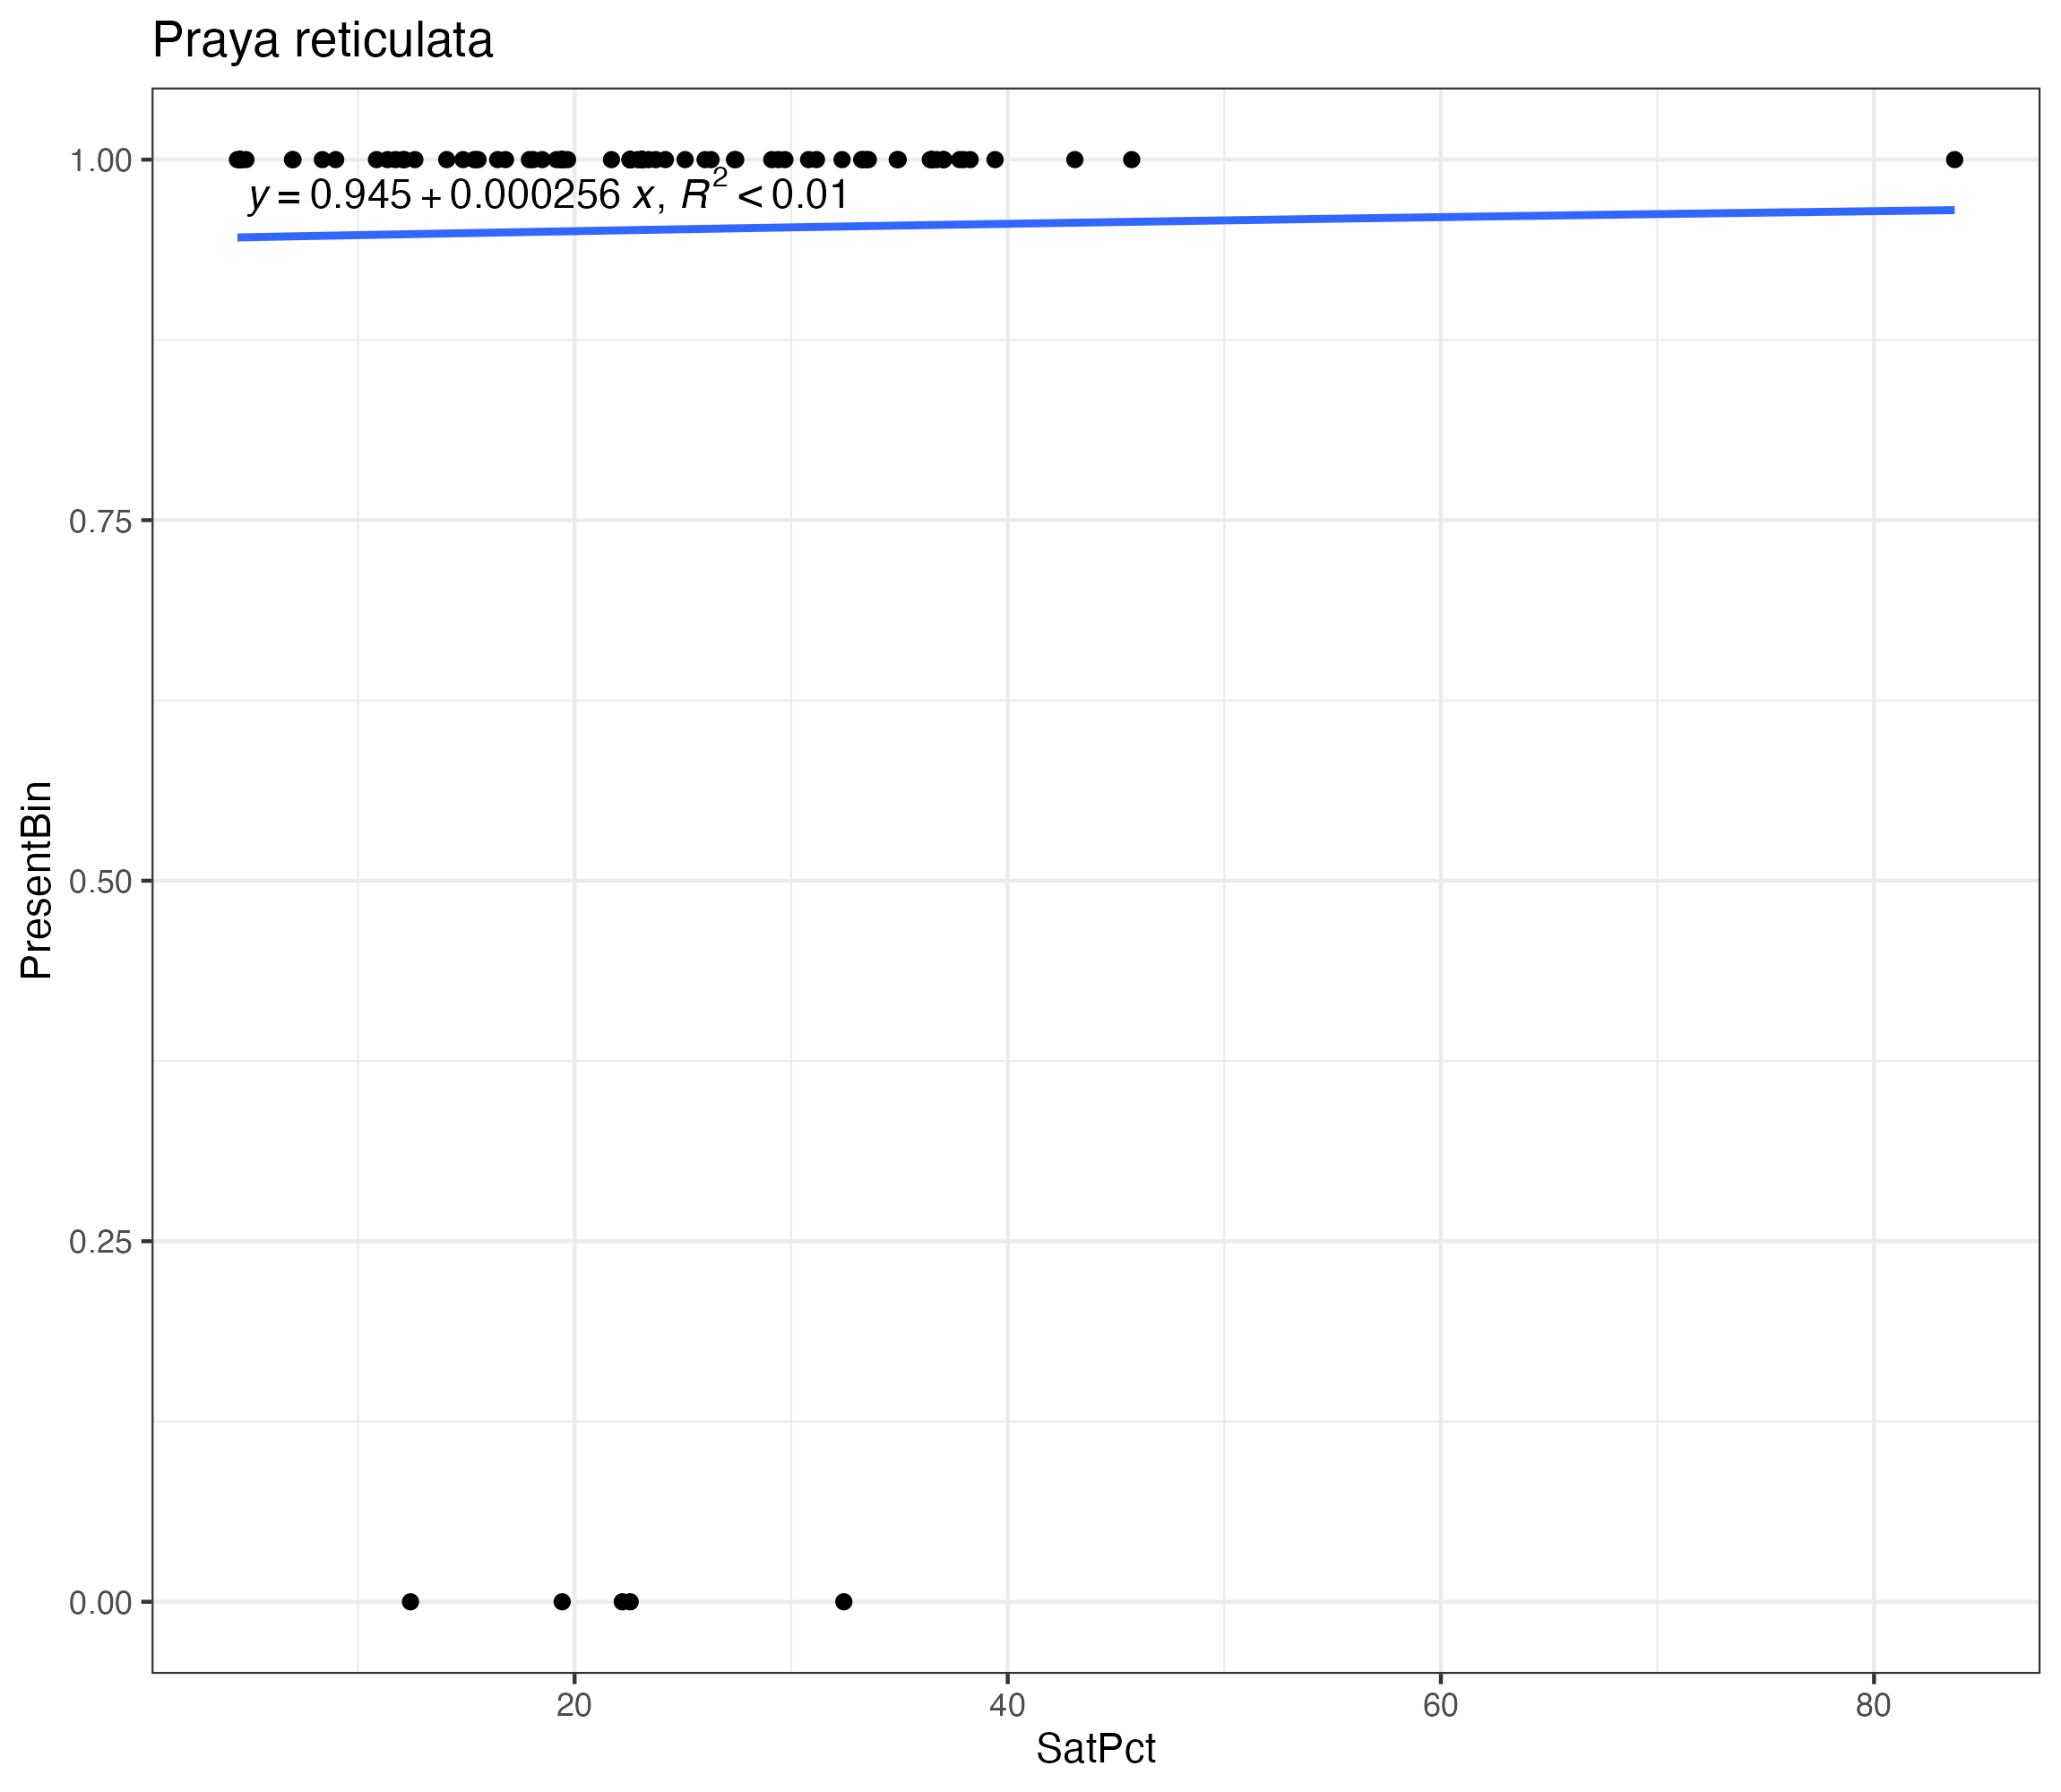 Praya reticulata
1.00
y = 0.945 + 0.000256 x, R² < 0.01
0.75
PresentBin
0.50
0.25
0.00
20 40 60 80
SatPct